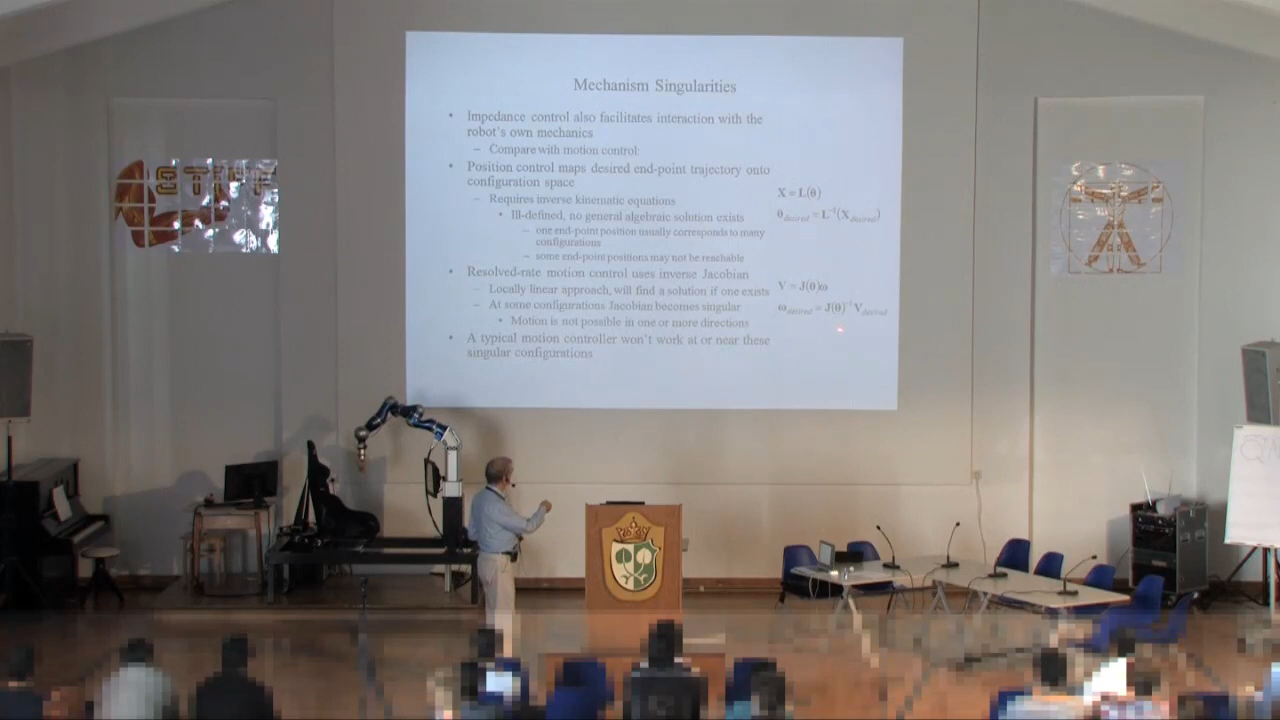 Mechanism Singularities
• Impedance control also facilitates interaction with the
robot's own mechanics
– Compare with motion control:
• Position control maps desired end-point trajectory onto
configuration space
– Requires inverse kinematic equations
• Ill-defined, no general algebraic solution exists
– one end-point position usually corresponds to many
configurations
– some end-point positions may not be reachable
• Resolved-rate motion control uses inverse Jacobian
– Locally linear approach, will find a solution if one exists
– At some configurations Jacobian becomes singular
• Motion is not possible in one or more directions
• A typical motion controller won't work at or near these
singular configurations
X = L(θ)
θdesired = L⁻¹(Xdesired)
V = J(θ)ω
ωdesired = J(θ)⁻¹Vdesired
STIFF